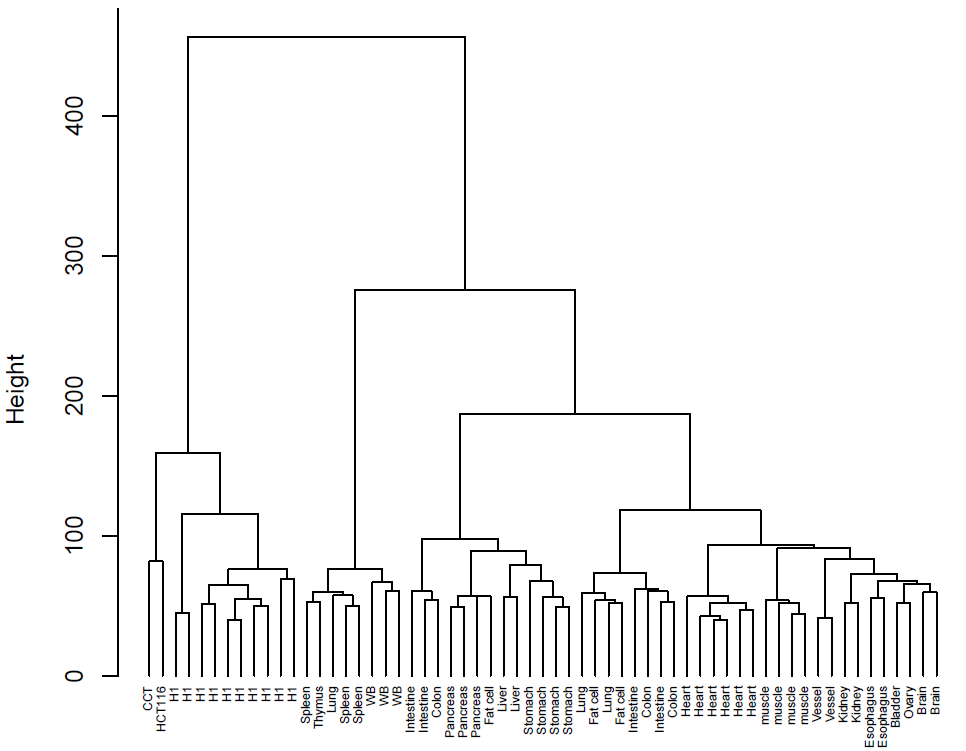 Height
400
300
200
100
0
CCT
HCT116
H1
H1
H1
H1
H1
H1
H1
H1
H1
H1
Spleen
Thymus
Lung
Spleen
Spleen
WB
WB
WB
Intestine
Intestine
Colon
Pancreas
Pancreas
Pancreas
Fat cell
Liver
Liver
Stomach
Stomach
Stomach
Stomach
Lung
Fat cell
Lung
Fat cell
Intestine
Colon
Intestine
Colon
Heart
Heart
Heart
Heart
Heart
Heart
muscle
muscle
muscle
muscle
Vessel
Vessel
Kidney
Kidney
Esophagus
Esophagus
Bladder
Ovary
Brain
Brain